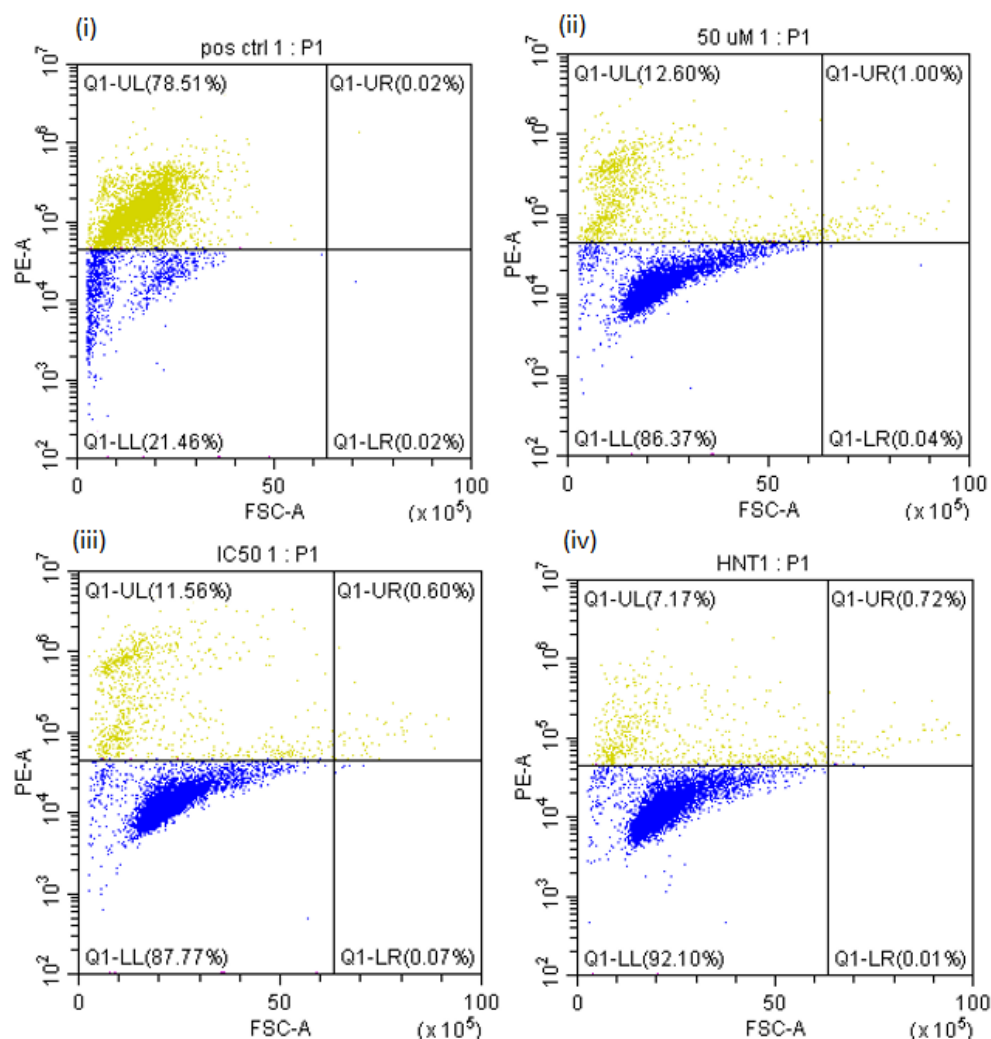 (i)
pos ctrl 1 : P1
Q1-UL(78.51%) Q1-UR(0.02%)
10^7
10^6
10^5
10^4
10^3
10^2
PE-A
Q1-LL(21.46%) Q1-LR(0.02%)
0 50 100
FSC-A (x 10^5)
(ii)
50 uM 1 : P1
Q1-UL(12.60%) Q1-UR(1.00%)
10^7
10^6
10^5
10^4
10^3
10^2
PE-A
Q1-LL(86.37%) Q1-LR(0.04%)
0 50 100
FSC-A (x 10^5)
(iii)
IC50 1 : P1
Q1-UL(11.56%) Q1-UR(0.60%)
10^7
10^6
10^5
10^4
10^3
10^2
PE-A
Q1-LL(87.77%) Q1-LR(0.07%)
0 50 100
FSC-A (x 10^5)
(iv)
HNT1 : P1
Q1-UL(7.17%) Q1-UR(0.72%)
10^7
10^6
10^5
10^4
10^3
10^2
PE-A
Q1-LL(92.10%) Q1-LR(0.01%)
0 50 100
FSC-A (x 10^5)